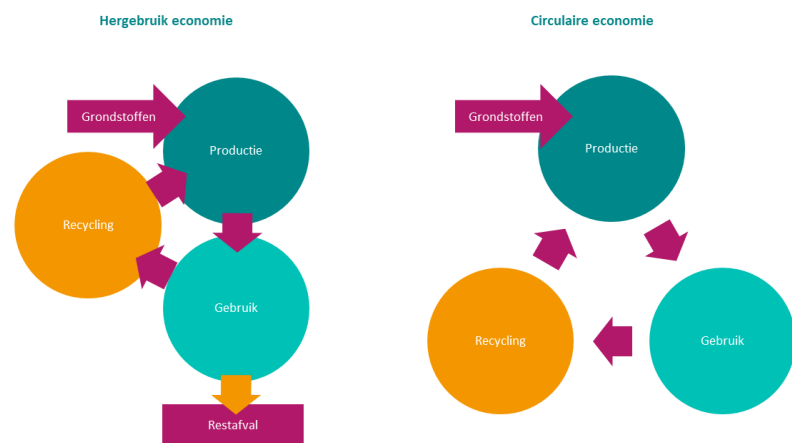 Hergebruik economie
Grondstoffen
Productie
Recycling
Gebruik
Restafval
Circulaire economie
Grondstoffen
Productie
Recycling
Gebruik